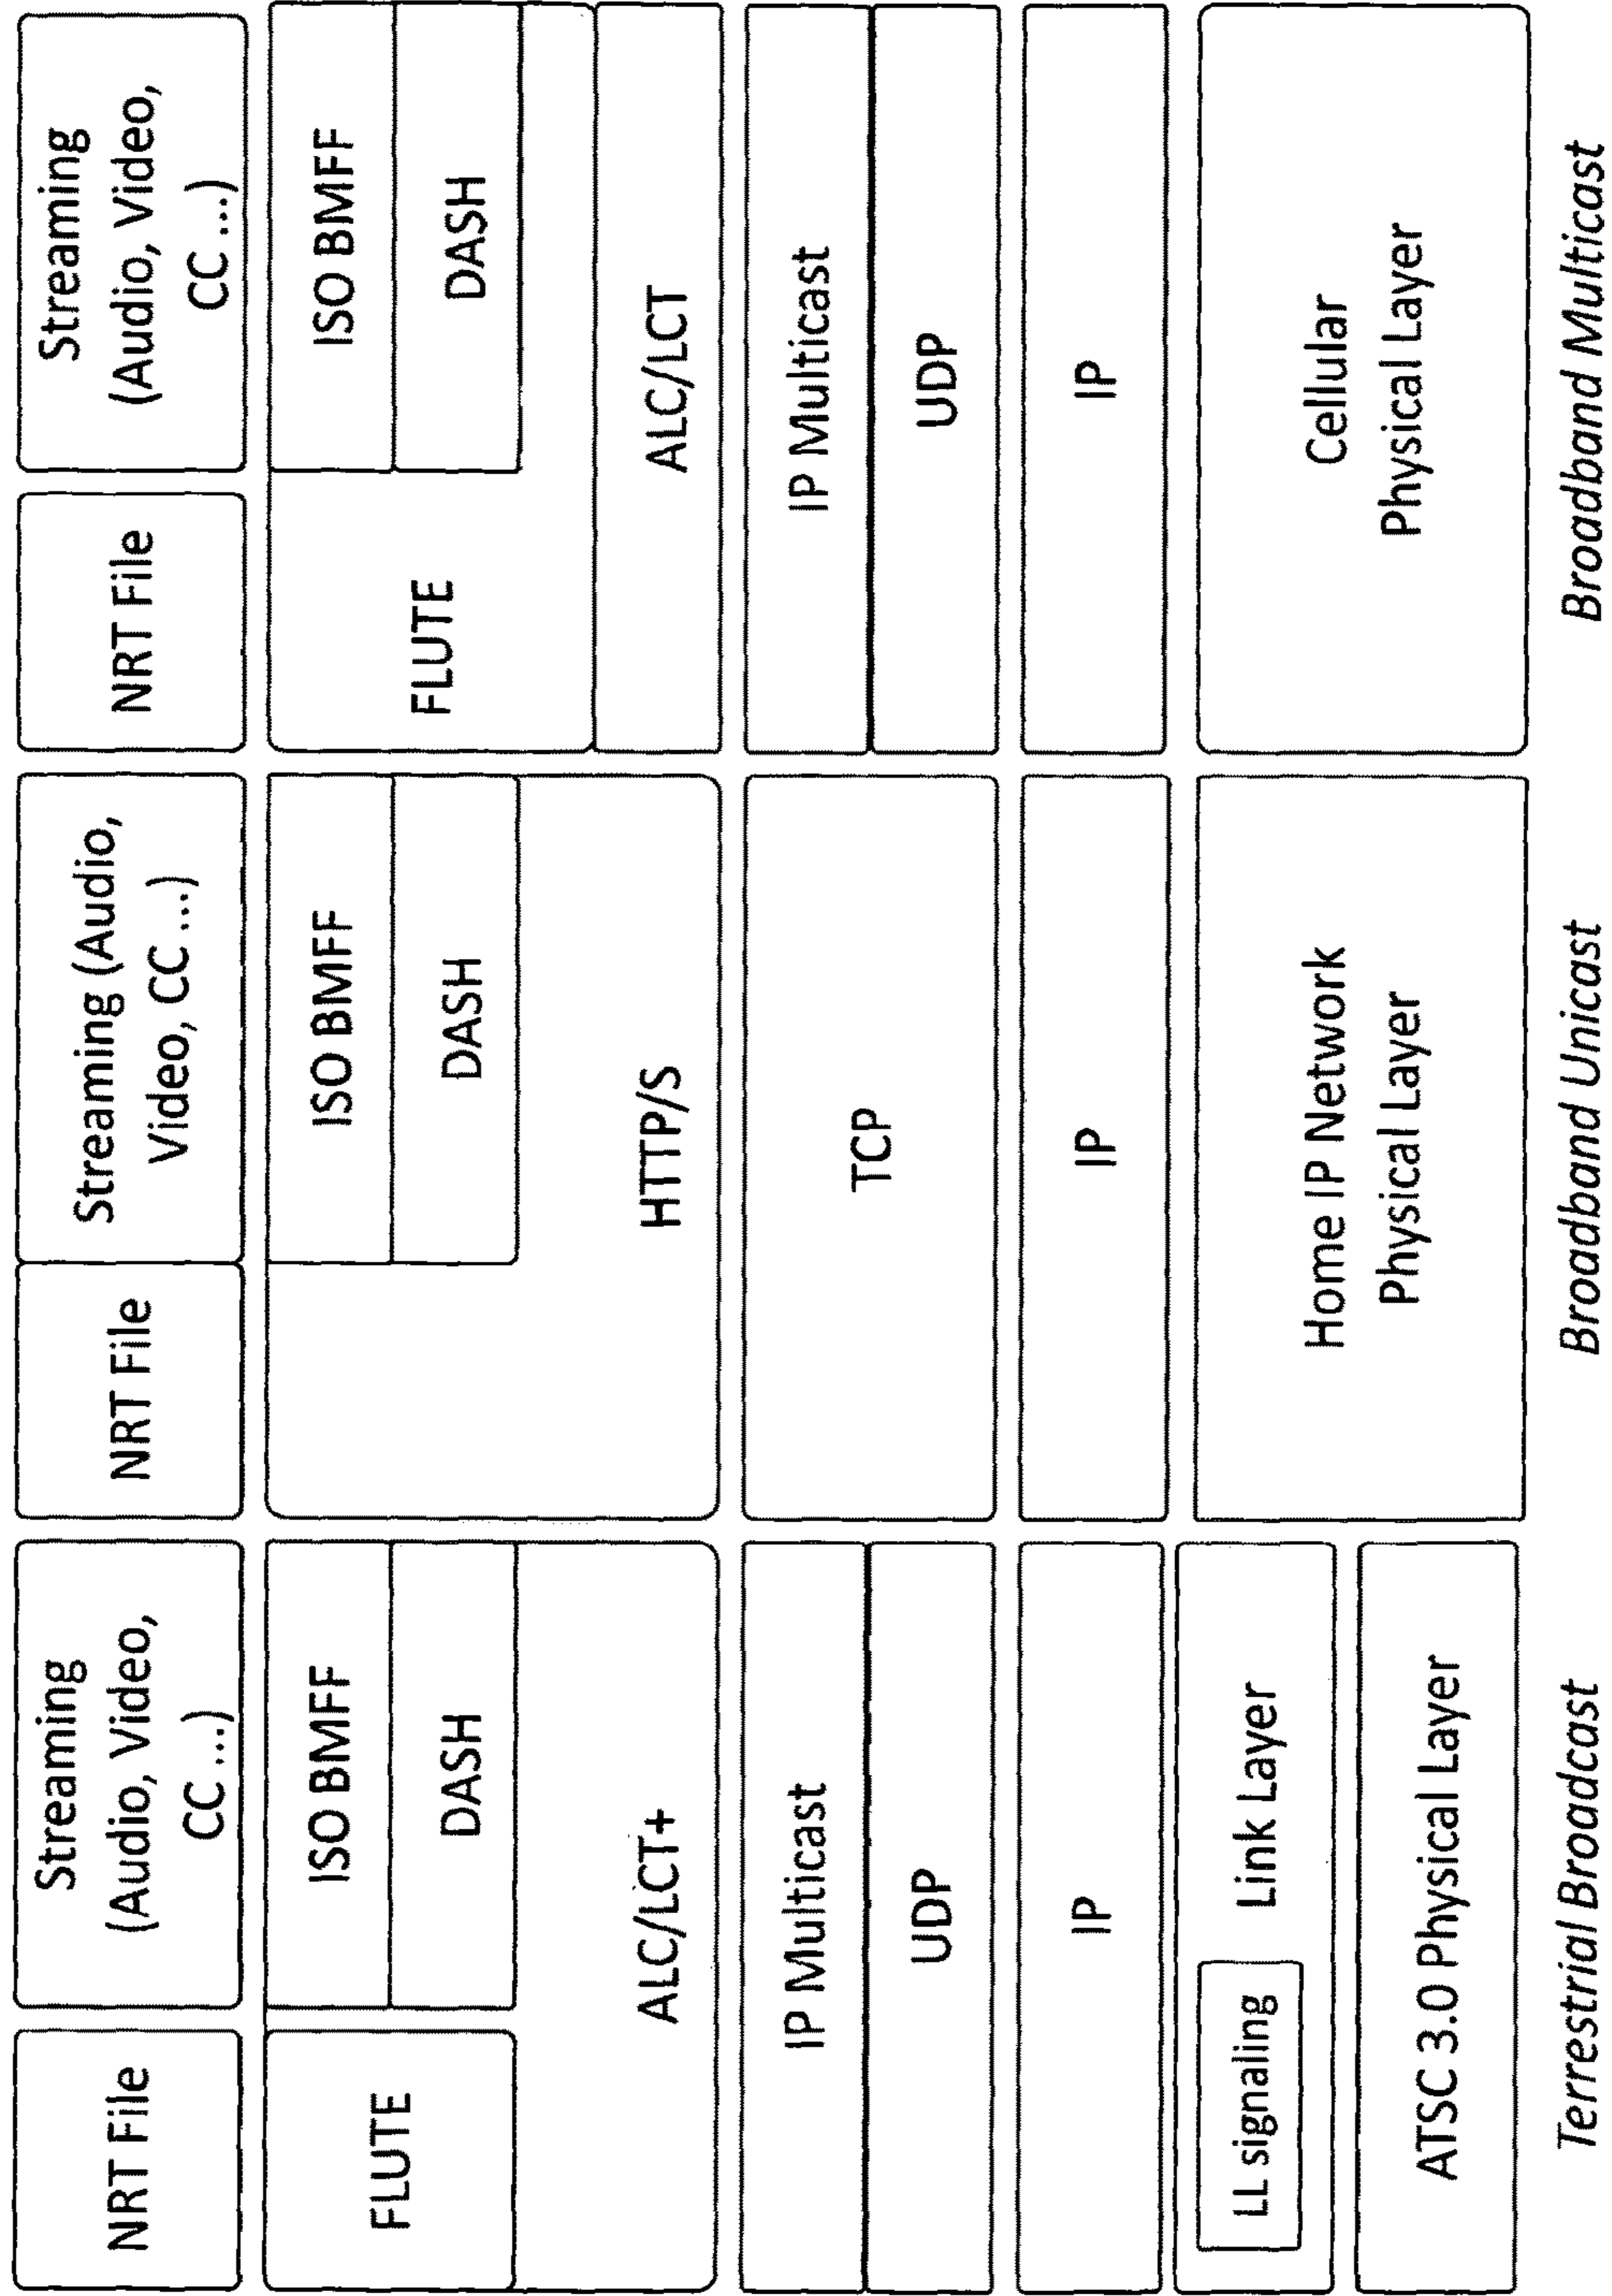 NRT File
Streaming
(Audio, Video,
CC ...)
FLUTE
ISO BMFF
DASH
ALC/LCT+
IP Multicast
UDP
IP
LL signaling
Link Layer
ATSC 3.0 Physical Layer
Terrestrial Broadcast
NRT File
Streaming (Audio,
Video, CC ...)
ISO BMFF
DASH
HTTP/S
TCP
IP
Home IP Network
Physical Layer
Broadband Unicast
NRT File
Streaming
(Audio, Video,
CC ...)
FLUTE
ISO BMFF
DASH
ALC/LCT
IP Multicast
UDP
IP
Cellular
Physical Layer
Broadband Multicast